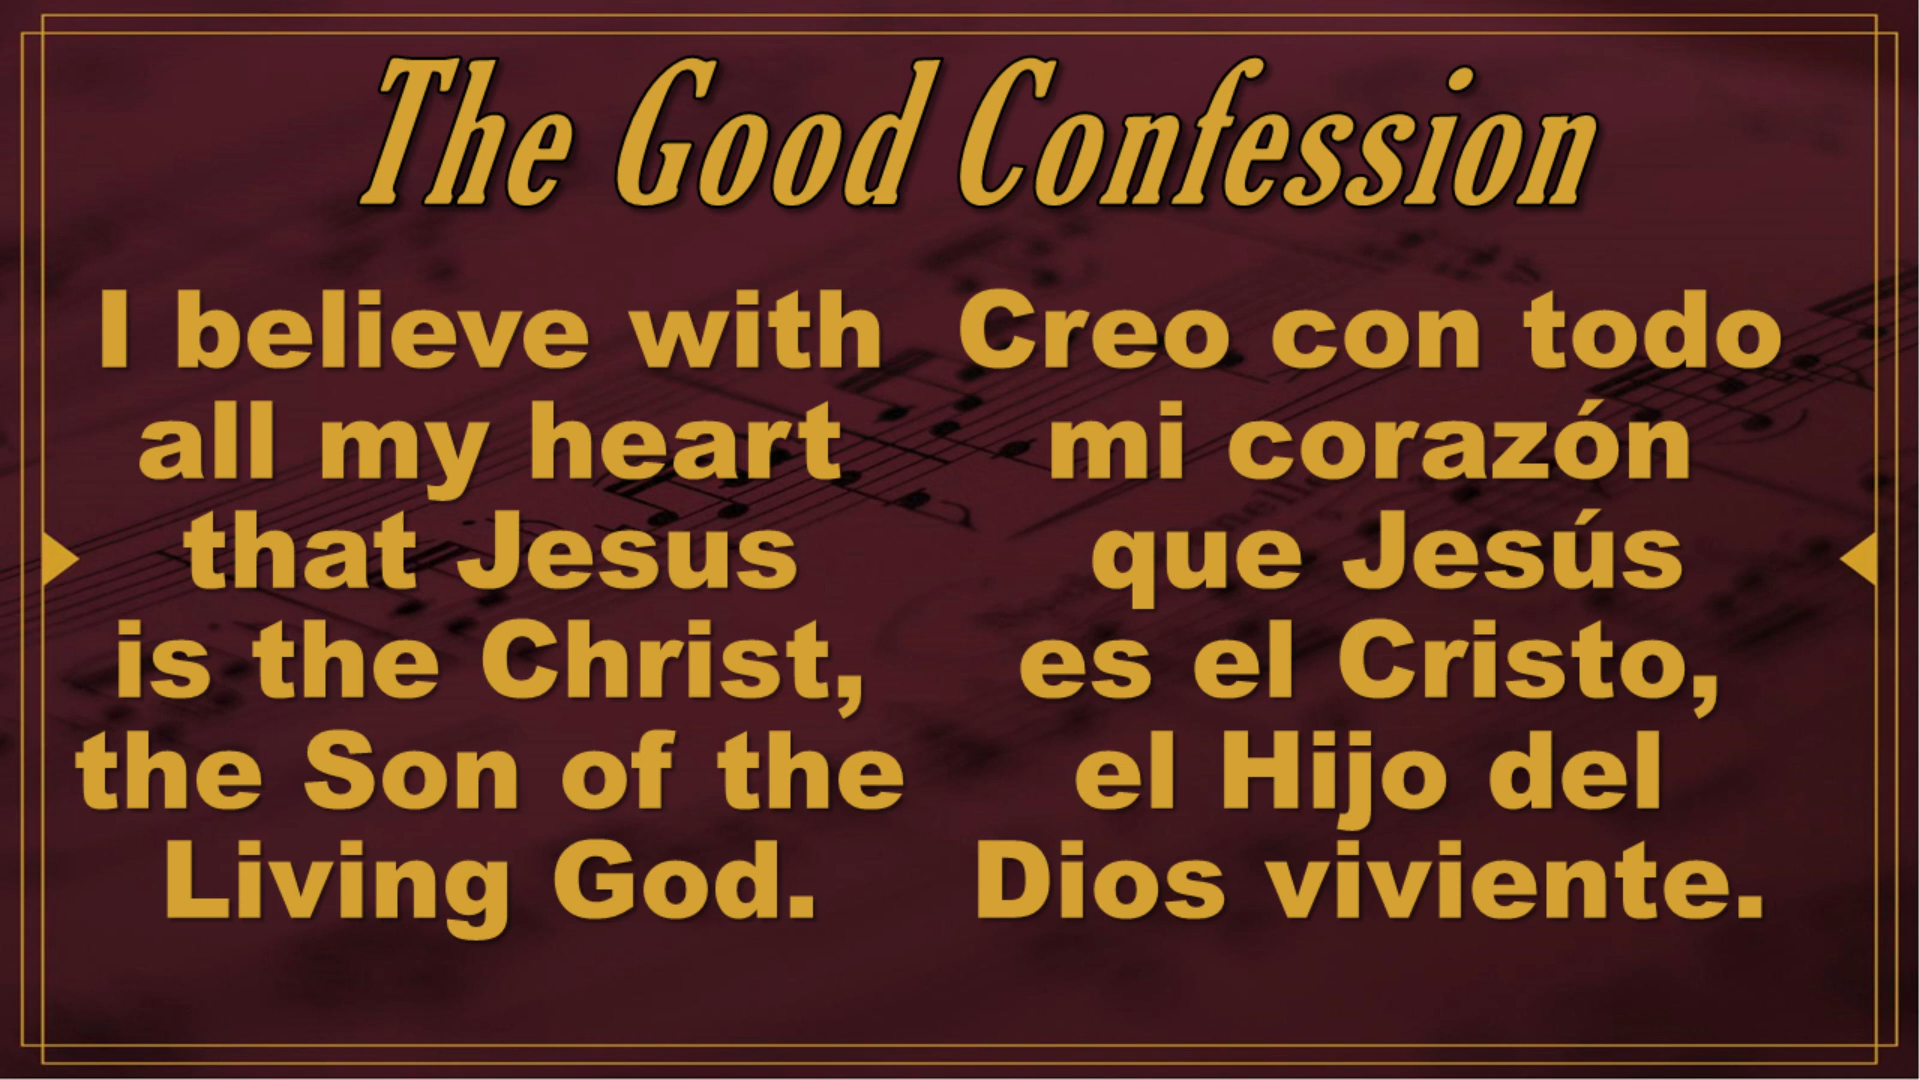 The Good Confession
I believe with
all my heart
that Jesus
is the Christ,
the Son of the
Living God.
Creo con todo
mi corazón
que Jesús
es el Cristo,
el Hijo del
Dios viviente.